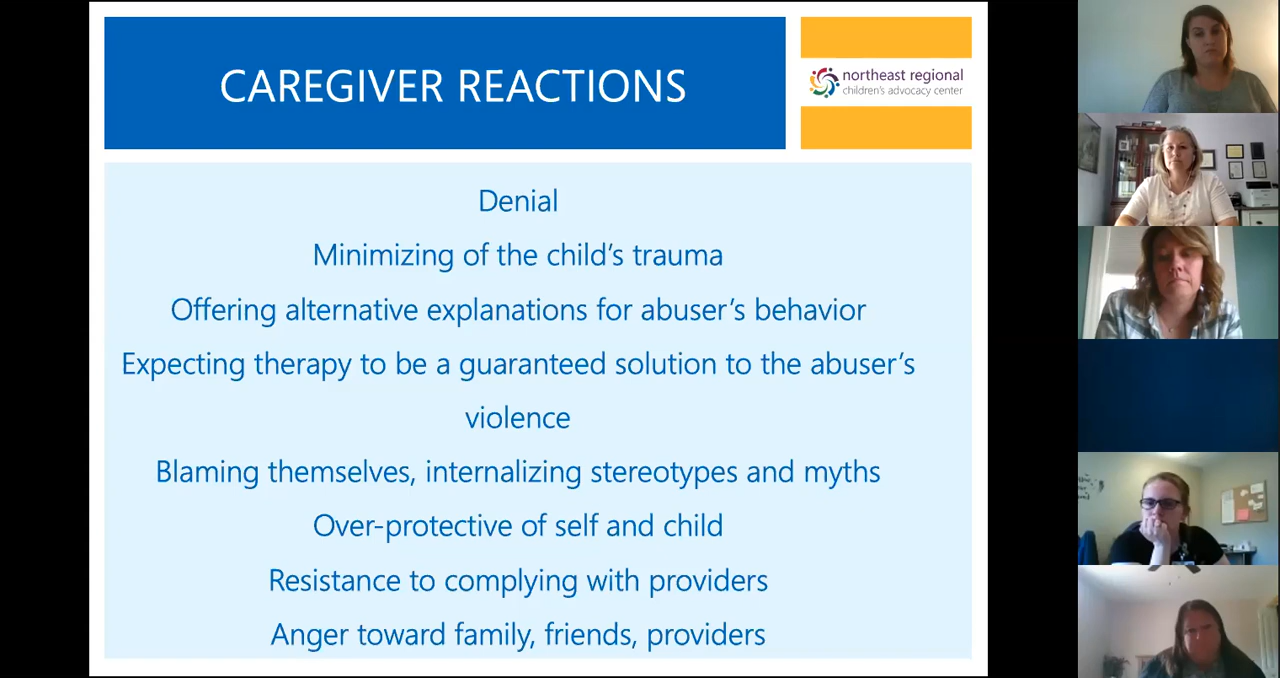 CAREGIVER REACTIONS
northeast regional
children's advocacy center
Denial
Minimizing of the child’s trauma
Offering alternative explanations for abuser’s behavior
Expecting therapy to be a guaranteed solution to the abuser’s
violence
Blaming themselves, internalizing stereotypes and myths
Over-protective of self and child
Resistance to complying with providers
Anger toward family, friends, providers